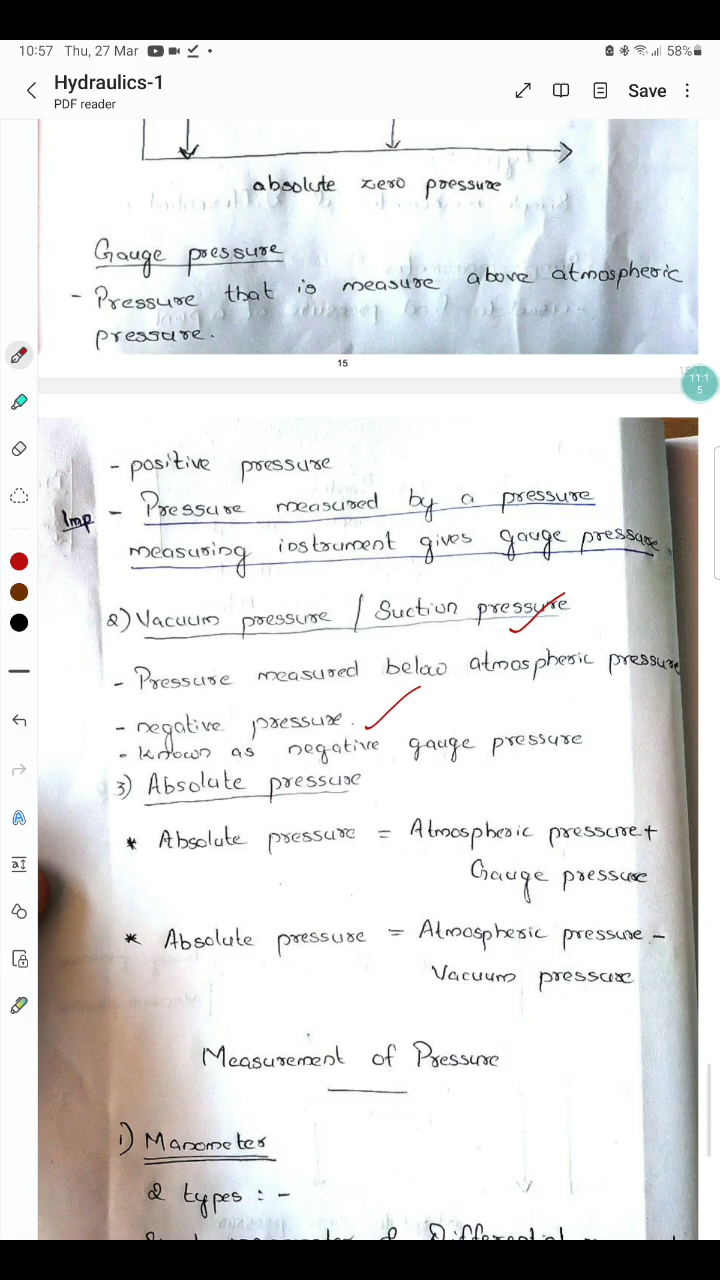 10:57 Thu, 27 Mar
58%
Hydraulics-1
PDF reader
Save
absolute zero pressure
Gauge pressure
- Pressure that is measure above atmospheric
pressure.
15
11:1
5
- positive pressure
Imp - Pressure measured by a pressure
measuring instrument gives gauge pressure
2) Vacuum pressure / Suction pressure
- Pressure measured below atmospheric pressure
- negative pressure.
- known as negative gauge pressure
3) Absolute pressure
* Absolute pressure = Atmospheric pressure +
Gauge pressure
* Absolute pressure = Atmospheric pressure -
Vacuum pressure
Measurement of Pressure
1) Manometer
2 types : -